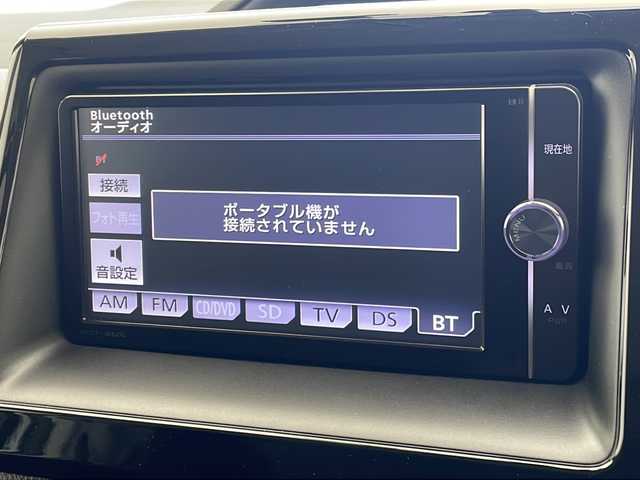 Bluetooth
オーディオ
接続
フォト再生
音設定
ポータブル機が
接続されていません
AM
FM
CD/DVD
SD
TV
DS
BT
現在地
MENU
A V
PWR